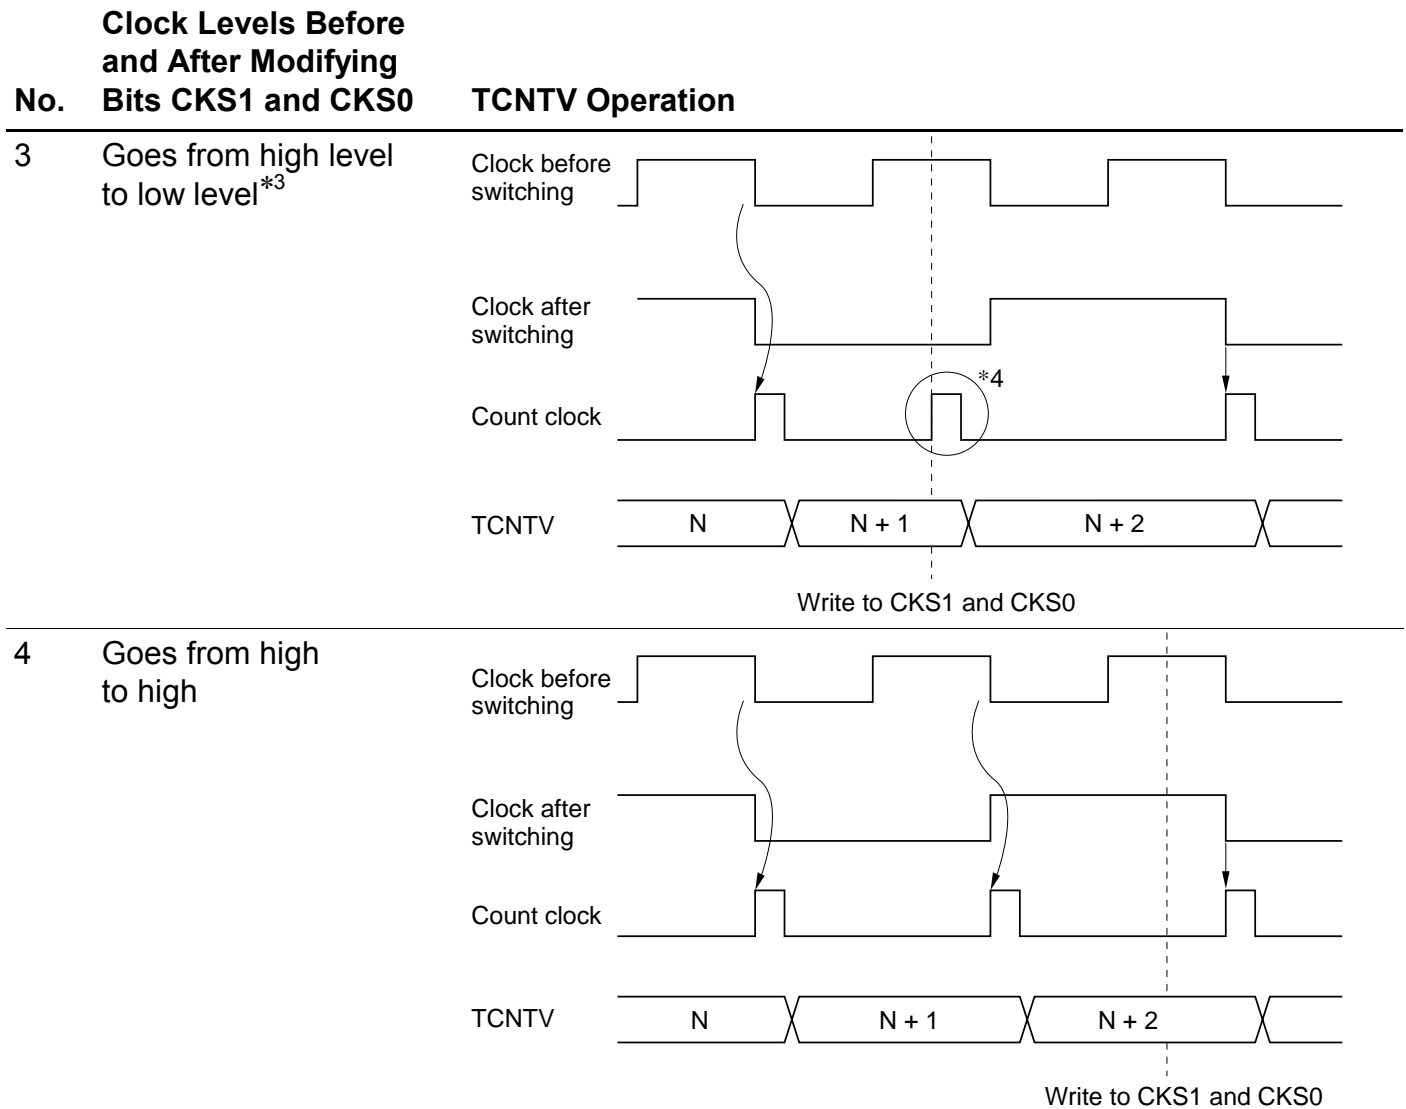 Clock Levels Before
and After Modifying
No. Bits CKS1 and CKS0 TCNTV Operation
3 Goes from high level
to low level*3
Clock before
switching
Clock after
switching
*4
Count clock
TCNTV N N + 1 N + 2
Write to CKS1 and CKS0
4 Goes from high
to high
Clock before
switching
Clock after
switching
Count clock
TCNTV N N + 1 N + 2
Write to CKS1 and CKS0